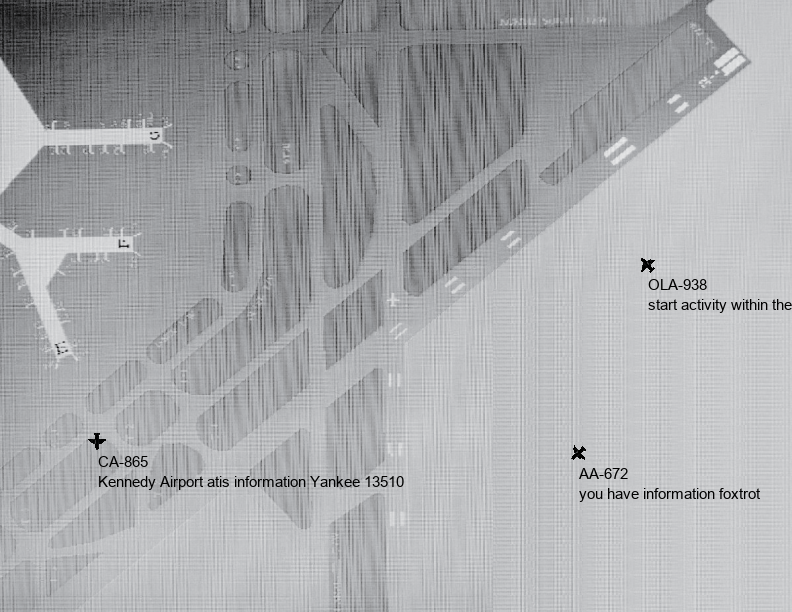 OLA-938
start activity within the
CA-865
Kennedy Airport atis information Yankee 13510
AA-672
you have information foxtrot